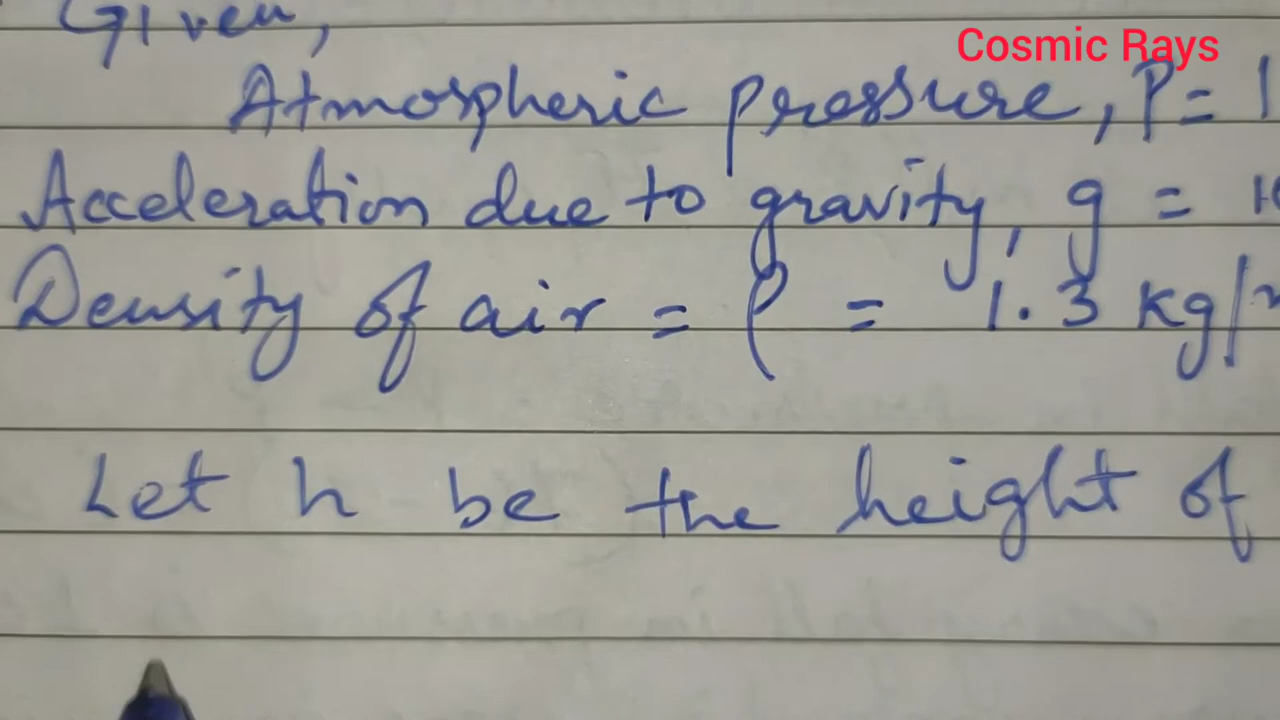 Given,
Cosmic Rays
Atmospheric pressure, P = 1
Acceleration due to gravity, g = 10
Density of air = ρ = 1.3 kg/
Let h be the height of